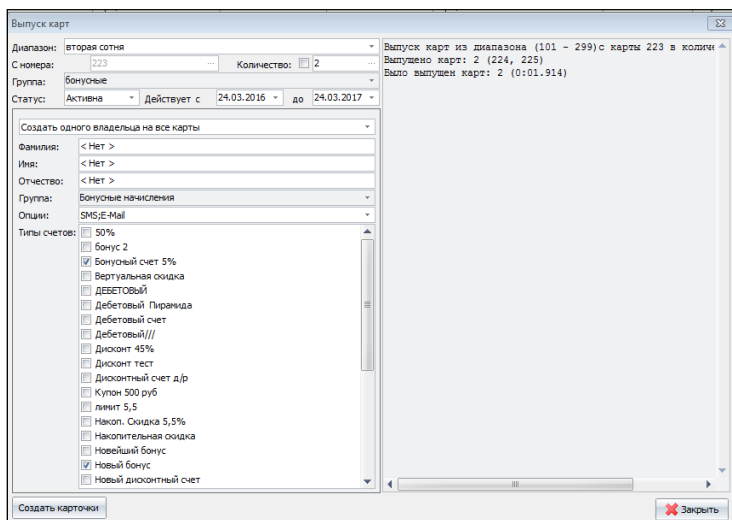 Выпуск карт
Диапазон: вторая сотня
С номера: 223 ... Количество: 2 ...
Группа: бонусные
Статус: Активна Действует с 24.03.2016 до 24.03.2017
Создать одного владельца на все карты
Фамилия: < Нет >
Имя: < Нет >
Отчество: < Нет >
Группа: Бонусные начисления
Опции: SMS;E-Mail
Типы счетов: 50%
бонус 2
Бонусный счет 5%
Вертуальная скидка
ДЕБЕТОВЫЙ
Дебетовый Пирамида
Дебетовый счет
Дебетовый///
Дисконт 45%
Дисконт тест
Дисконтный счет д/р
Купон 500 руб
лимит 5,5
Накоп. Скидка 5,5%
Накопительная скидка
Новейший бонус
Новый бонус
Новый дисконтный счет
Создать карточки
Выпуск карт из диапазона (101 - 299)с карты 223 в количе
Выпущено карт: 2 (224, 225)
Было выпущен карт: 2 (0:01.914)
Закрыть